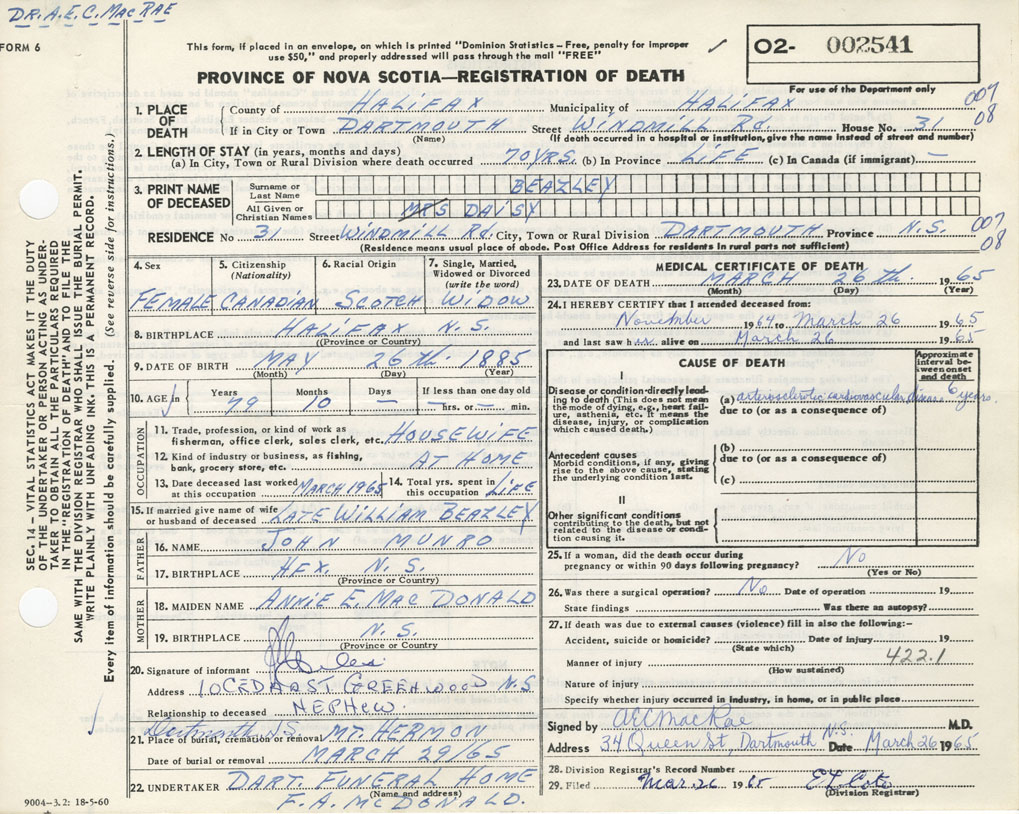 DR. A. E. C. MacRAE
FORM 6
This form, if placed in an envelope, on which is printed "Dominion Statistics—Free, penalty for improper
use $50," and properly addressed will pass through the mail "FREE"
✓
O2- 002541
For use of the Department only
PROVINCE OF NOVA SCOTIA—REGISTRATION OF DEATH
1. PLACE OF DEATH
County of HALIFAX Municipality of HALIFAX 007
If in City or Town DARTMOUTH Street WINDMILL Rd. House No. 31 08
(Name) (If death occurred in a hospital or institution, give the name instead of street and number)
2. LENGTH OF STAY (in years, months and days)
(a) In City, Town or Rural Division where death occurred 70 YRS. (b) In Province LIFE (c) In Canada (if immigrant) —
3. PRINT NAME OF DECEASED
Surname or Last Name BEAZLEY
All Given or Christian Names MRS DAISY
RESIDENCE No 31 Street WINDMILL Rd. City, Town or Rural Division DARTMOUTH Province N.S. 007
(Residence means usual place of abode. Post Office Address for residents in rural parts not sufficient) 08
4. Sex FEMALE
5. Citizenship (Nationality) CANADIAN
6. Racial Origin SCOTCH
7. Single, Married, Widowed or Divorced (write the word) WIDOW
8. BIRTHPLACE HALIFAX N.S.
(Province or Country)
9. DATE OF BIRTH MAY 26th 1885
(Month) (Day) (Year)
10. AGE in
Years 79 Months 10 Days —
If less than one day old
— hrs. or — min.
OCCUPATION
11. Trade, profession, or kind of work as
fisherman, office clerk, sales clerk, etc. HOUSEWIFE
12. Kind of industry or business, as fishing,
bank, grocery store, etc. AT HOME
13. Date deceased last worked at this occupation MARCH 1965
14. Total yrs. spent in this occupation LIFE
15. If married give name of wife
or husband of deceased LATE WILLIAM BEAZLEY
FATHER
16. NAME JOHN MUNRO
17. BIRTHPLACE HFX. N.S.
(Province or Country)
MOTHER
18. MAIDEN NAME ANNIE E. MacDONALD
19. BIRTHPLACE N.S.
(Province or Country)
20. Signature of informant
Address GREENWOOD N.S.
Relationship to deceased NEPHEW.
Dartmouth N.S.
21. Place of burial, cremation or removal MT. HERMON
Date of burial or removal MARCH 29/65
22. UNDERTAKER DART. FUNERAL HOME
(Name and address)
F. A. McDONALD.
9004—3.2: 18-5-60
MEDICAL CERTIFICATE OF DEATH
23. DATE OF DEATH MARCH 26th 1965
(Month) (Day) (Year)
24. I HEREBY CERTIFY that I attended deceased from:
November 1964 to March 26 1965
and last saw her alive on March 26 1965
CAUSE OF DEATH
Approximate interval between onset and death
I
Disease or condition directly leading to death (This does not mean the mode of dying, e.g., heart failure, asthenia, etc. It means the disease, injury, or complication which caused death.)
(a) arteriosclerotic cardiovascular disease 6 years.
due to (or as a consequence of)
Antecedent causes
Morbid conditions, if any, giving rise to the above cause, stating the underlying condition last.
(b)
due to (or as a consequence of)
(c)
II
Other significant conditions
contributing to the death, but not related to the disease or condition causing it.
25. If a woman, did the death occur during
pregnancy or within 90 days following pregnancy? No
(Yes or No)
26. Was there a surgical operation? No Date of operation 19
State findings Was there an autopsy?
27. If death was due to external causes (violence) fill in also the following:—
Accident, suicide or homicide? Date of injury 19
(State which)
Manner of injury 422.1
(How sustained)
Nature of injury
Specify whether injury occurred in industry, in home, or in public place
Signed by AEC MacRae M.D.
Address 34 Queen St, Dartmouth N.S. Date March 26 1965
28. Division Registrar's Record Number
29. Filed Mar. 26 1965
(Division Registrar)
SEC. 14 — VITAL STATISTICS ACT MAKES IT THE DUTY
OF THE UNDERTAKER OR PERSON ACTING AS UNDER-
TAKER TO OBTAIN ALL THE PARTICULARS REQUIRED
IN THE "REGISTRATION OF DEATH" AND TO FILE THE
SAME WITH THE DIVISION REGISTRAR WHO SHALL ISSUE THE BURIAL PERMIT.
WRITE PLAINLY WITH UNFADING INK. THIS IS A PERMANENT RECORD.
Every item of information should be carefully supplied. (See reverse side for instructions.)